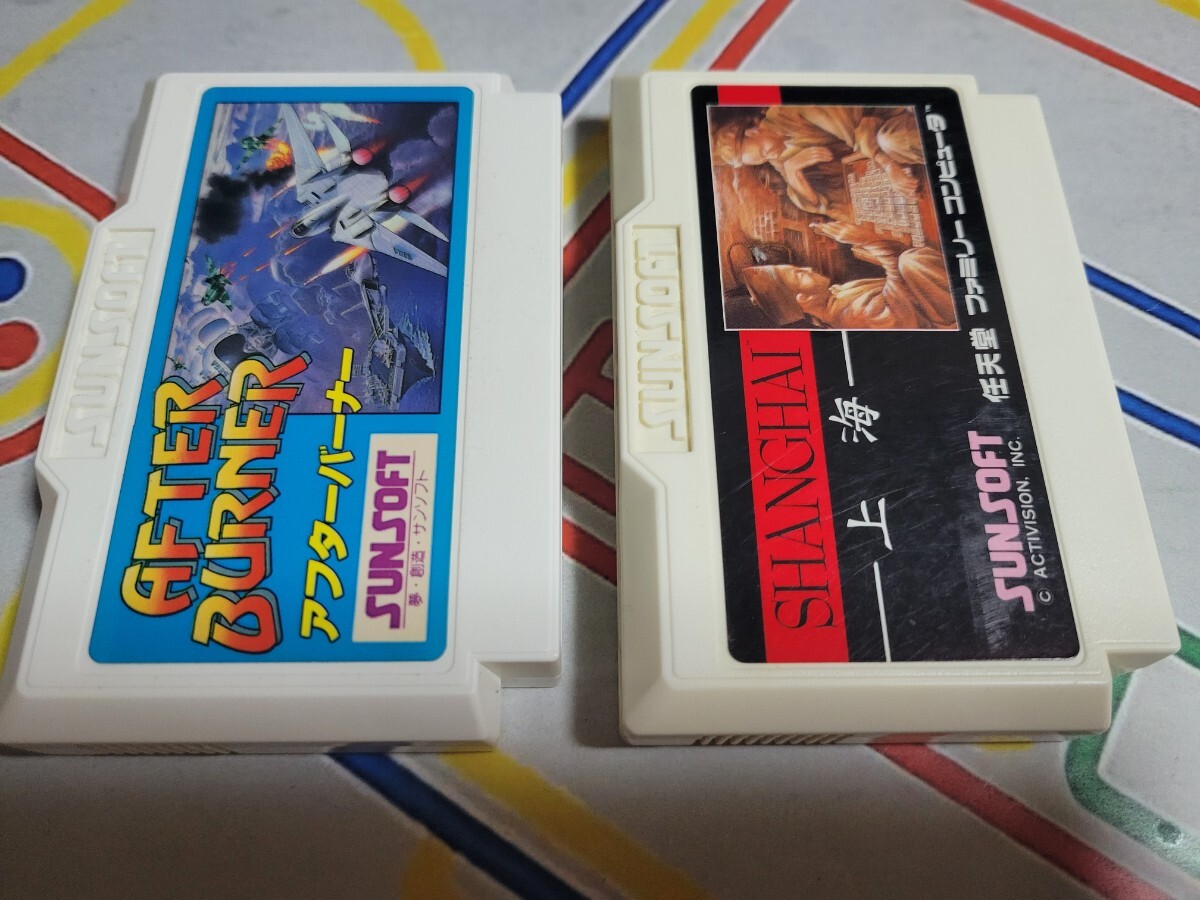 SUNSOFT
AFTER
BURNER
アフターバーナー
SUNSOFT
夢・創造・サンソフト
SUNSOFT
SHANGHAI
上海
任天堂 ファミリー コンピュータ™
SUNSOFT
© ACTIVISION, INC.